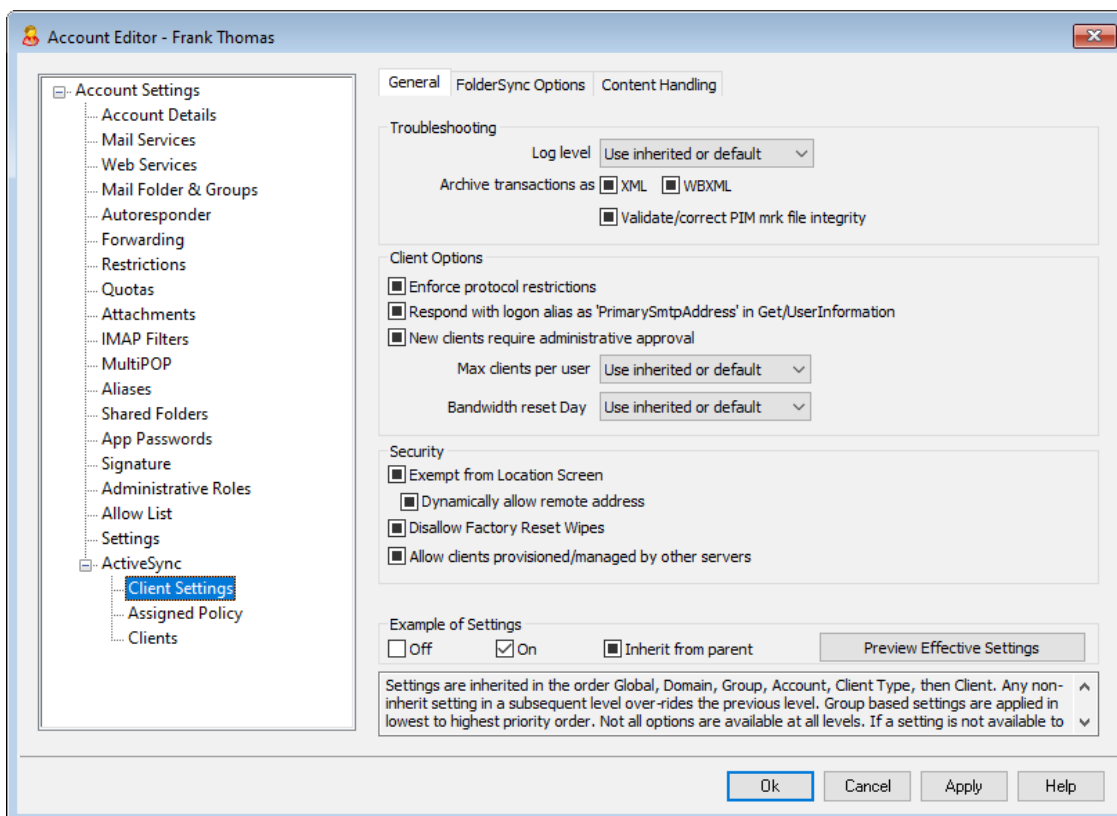 Account Editor - Frank Thomas
Account Settings
Account Details
Mail Services
Web Services
Mail Folder & Groups
Autoresponder
Forwarding
Restrictions
Quotas
Attachments
IMAP Filters
MultiPOP
Aliases
Shared Folders
App Passwords
Signature
Administrative Roles
Allow List
Settings
ActiveSync
Client Settings
Assigned Policy
Clients
General FolderSync Options Content Handling
Troubleshooting
Log level Use inherited or default
Archive transactions as XML WBXML
Validate/correct PIM mrk file integrity
Client Options
Enforce protocol restrictions
Respond with logon alias as 'PrimarySmtpAddress' in Get/UserInformation
New clients require administrative approval
Max clients per user Use inherited or default
Bandwidth reset Day Use inherited or default
Security
Exempt from Location Screen
Dynamically allow remote address
Disallow Factory Reset Wipes
Allow clients provisioned/managed by other servers
Example of Settings
Off On Inherit from parent Preview Effective Settings
Settings are inherited in the order Global, Domain, Group, Account, Client Type, then Client. Any non-
inherit setting in a subsequent level over-rides the previous level. Group based settings are applied in
lowest to highest priority order. Not all options are available at all levels. If a setting is not available to
Ok Cancel Apply Help